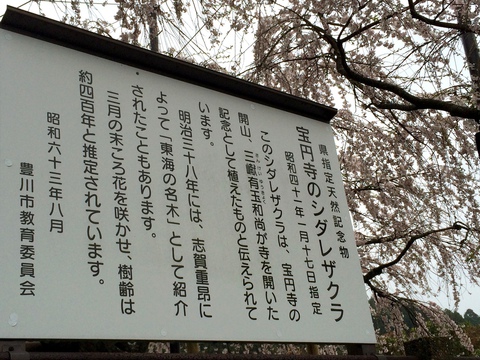 県指定天然記念物
宝円寺のシダレザクラ
昭和四十一年一月十七日指定
このシダレザクラは、宝円寺の
開山、三巘有玉和尚が寺を開いた
記念として植えたものと伝えられて
います。
明治三十八年には、志賀重昂に
よって「東海の名木」として紹介
されたこともあります。
三月の末ころ花を咲かせ、樹齢は
約四百年と推定されています。
昭和六十三年八月
豊川市教育委員会